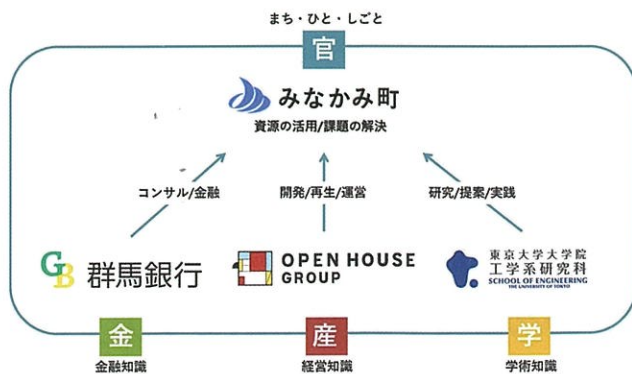 まち・ひと・しごと
官
みなかみ町
資源の活用/課題の解決
コンサル/金融
開発/再生/運営
研究/提案/実践
GB 群馬銀行
OPEN HOUSE
GROUP
東京大学大学院
工学系研究科
SCHOOL OF ENGINEERING
THE UNIVERSITY OF TOKYO
金
産
学
金融知識
経営知識
学術知識